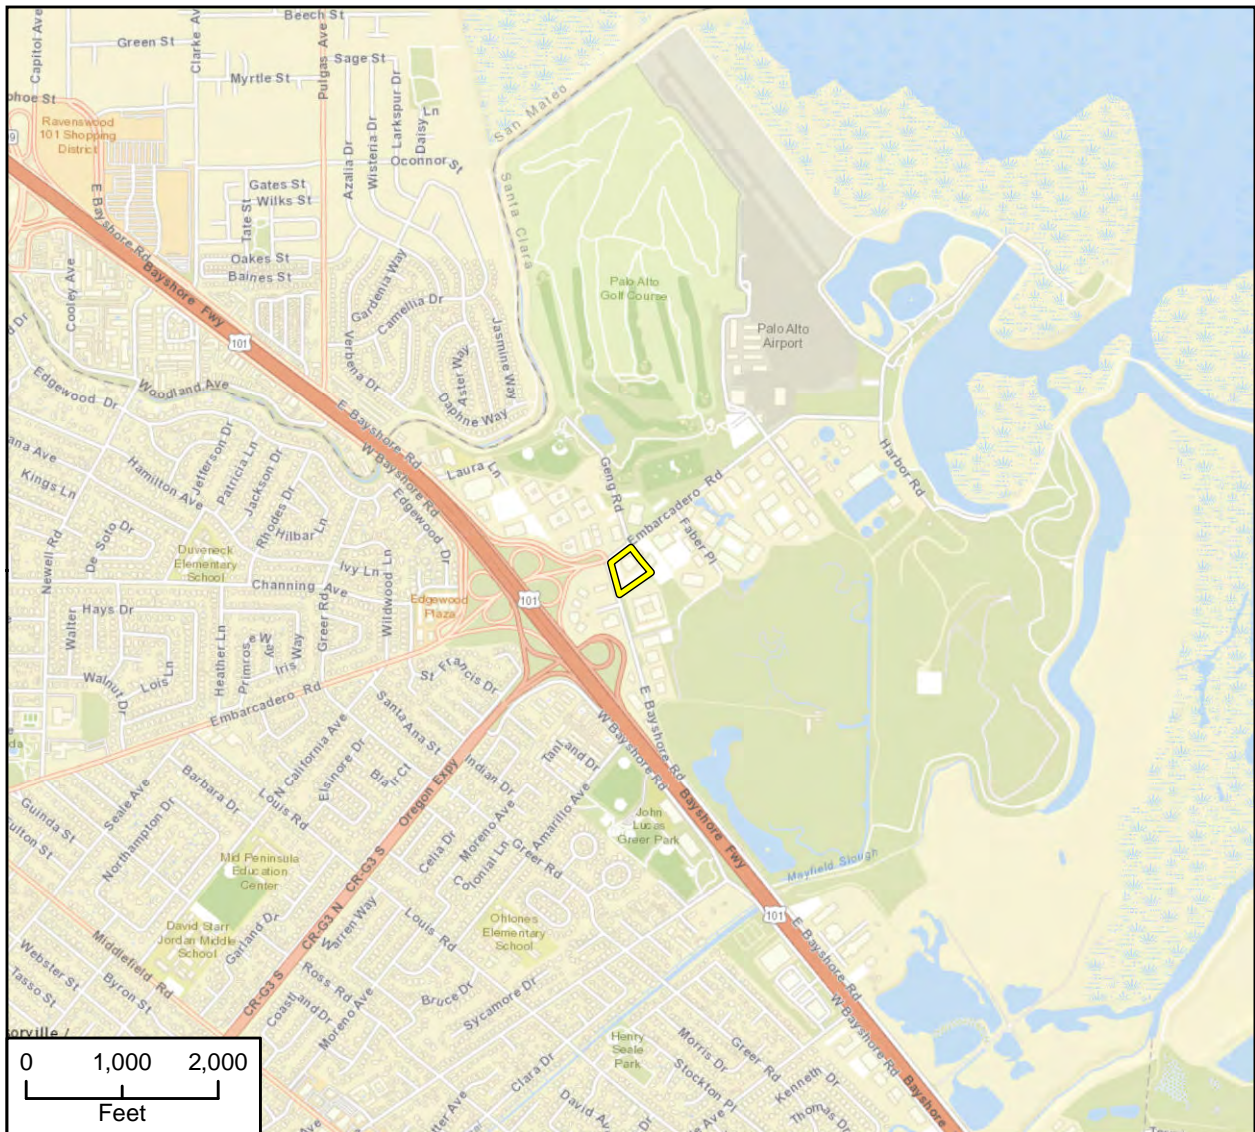 Beech St
Capitol Ave
Green St
Clarke Av
Pulgas Ave
Sage St
Myrtle St
Larkspur Dr
Daisy Ln
San Mateo
Santa Clara
phoe St
Ravenswood
101 Shopping
District
Azalia Dr
Wisteria Dr
Oconnor St
E Bayshore Rd
Gates St
Wilks St
Tate St
Oakes St
Baines St
Bayshore Fwy
Cooley Ave
Gardenia Way
Camellia Dr
Verbena Dr
Jasmine Way
Aster Way
Daphne Way
Palo Alto
Golf Course
Palo Alto
Airport
101
Woodland Ave
Edgewood Dr
E Bayshore Rd
W Bayshore Rd
Laura Ln
Geng Rd
Embarcadero Rd
Faber Pl
Harbor Rd
ana Ave
Kings Ln
Hamilton Ave
Jefferson Dr
Patricia Ln
Jackson Dr
Rhodes Dr
Hilbar Ln
De Soto Dr
Newell Rd
Duveneck
Elementary
School
Ivy Ln
Channing Ave
Wildwood Ln
Edgewood Dr
Edgewood
Plaza
101
Walter
Hays Dr
Walnut Dr
Lois Ln
Heather Ln
Primrose Way
Iris Way
Greer Rd
Embarcadero Rd
St Francis Dr
Santa Ana St
N California Ave
Elsinore Dr
Blair Ct
Indian Dr
Tanland Dr
Oregon Expy
W Bayshore Rd
E Bayshore Rd
Bayshore Fwy
Seale Ave
Barbara Dr
Louis Rd
Guinda St
Fulton St
Northampton Dr
Moreno Ave
Amarillo Ave
Celia Dr
Colonial Ln
Greer Rd
John
Lucas
Greer Park
Mayfield Slough
Mid Peninsula
Education
Center
CR-G3 S
CR-G3 N
Warren Way
Louis Rd
Ohlones
Elementary
School
David Starr
Jordan Middle
School
Garland Dr
Middlefield Rd
Webster St
Tasso St
Byron St
CR-G3 S
Ross Rd
Coastland Dr
Moreno Ave
Bruce Dr
Sycamore Dr
101
E Bayshore Rd
W Bayshore Rd
Bayshore
Henry
Seale
Park
Morris Dr
Greer Rd
Stockton Pl
Kenneth Dr
Thomas Dr
Clara Dr
David Av
0 1,000 2,000
Feet